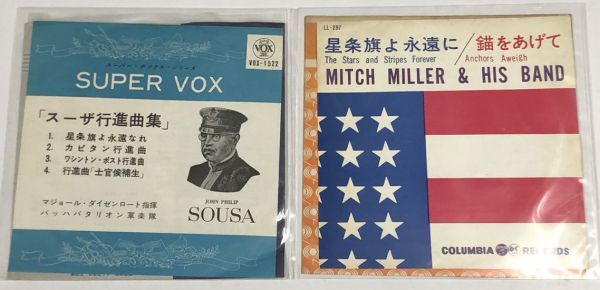 スーパー・ボックス・シリーズ
SUPER VOX
VOX
VOX-1522
「スーザ行進曲集」
1. 星条旗よ永遠なれ
2. カピタン行進曲
3. ワシントン・ポスト行進曲
4. 行進曲「士官候補生」
JOHN PHILIP
SOUSA
マジョール・ダイゼンロート指揮
バッハバタリオン軍楽隊
LL-297
星条旗よ永遠に/錨をあげて
The Stars and Stripes Forever / Anchors Aweigh
MITCH MILLER & HIS BAND
COLUMBIA RECORDS